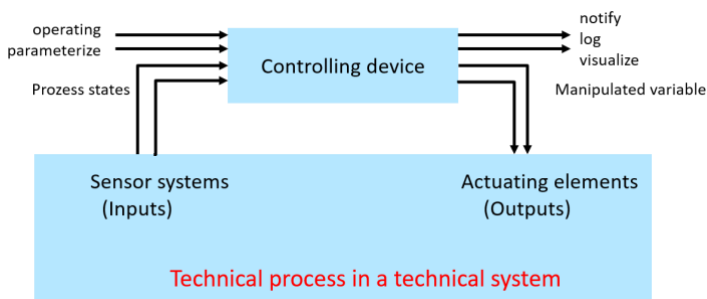 operating
parameterize
Prozess states
Controlling device
notify
log
visualize
Manipulated variable
Sensor systems
(Inputs)
Actuating elements
(Outputs)
Technical process in a technical system